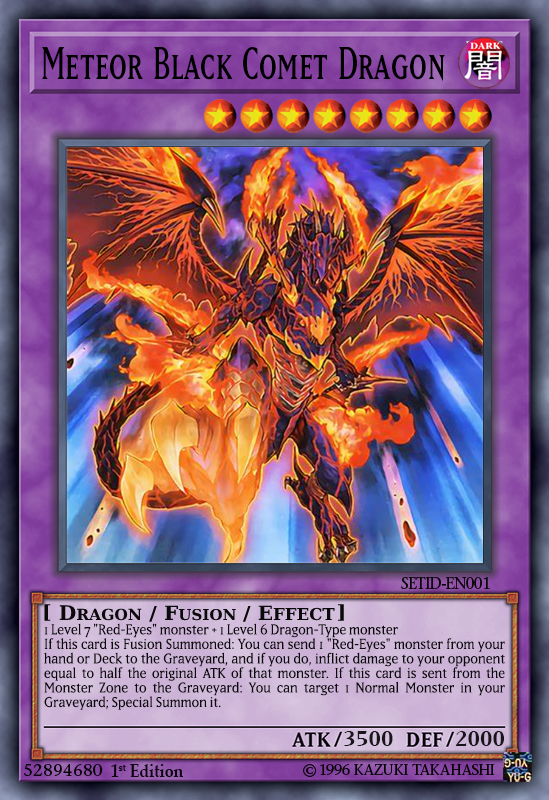 Meteor Black Comet Dragon
DARK
闇
SETID-EN001
[ Dragon / Fusion / Effect ]
1 Level 7 "Red-Eyes" monster + 1 Level 6 Dragon-Type monster
If this card is Fusion Summoned: You can send 1 "Red-Eyes" monster from your
hand or Deck to the Graveyard, and if you do, inflict damage to your opponent
equal to half the original ATK of that monster. If this card is sent from the
Monster Zone to the Graveyard: You can target 1 Normal Monster in your
Graveyard; Special Summon it.
ATK/3500 DEF/2000
52894680 1st Edition © 1996 KAZUKI TAKAHASHI